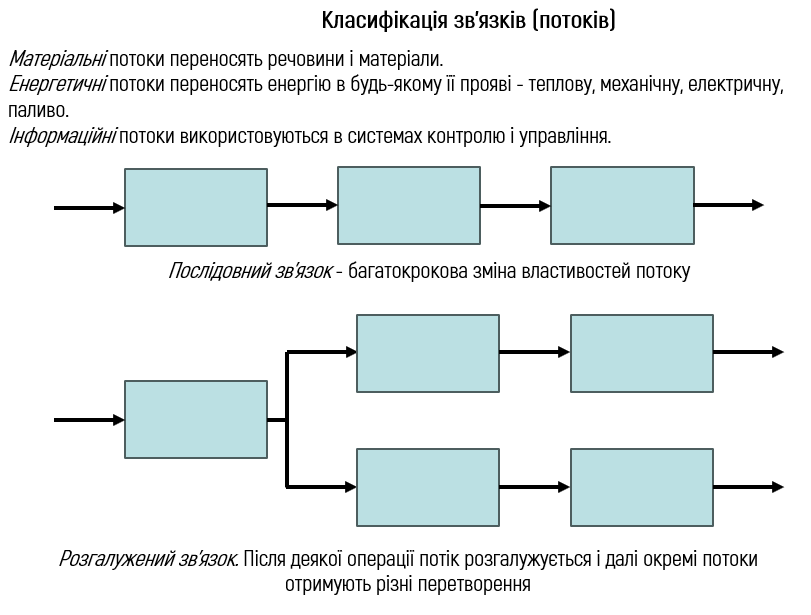 Класифікація зв'язків (потоків)
Матеріальні потоки переносять речовини і матеріали.
Енергетичні потоки переносять енергію в будь-якому її прояві - теплову, механічну, електричну,
паливо.
Інформаційні потоки використовуються в системах контролю і управління.
Послідовний зв'язок - багатокрокова зміна властивостей потоку
Розгалужений зв'язок. Після деякої операції потік розгалужується і далі окремі потоки
отримують різні перетворення